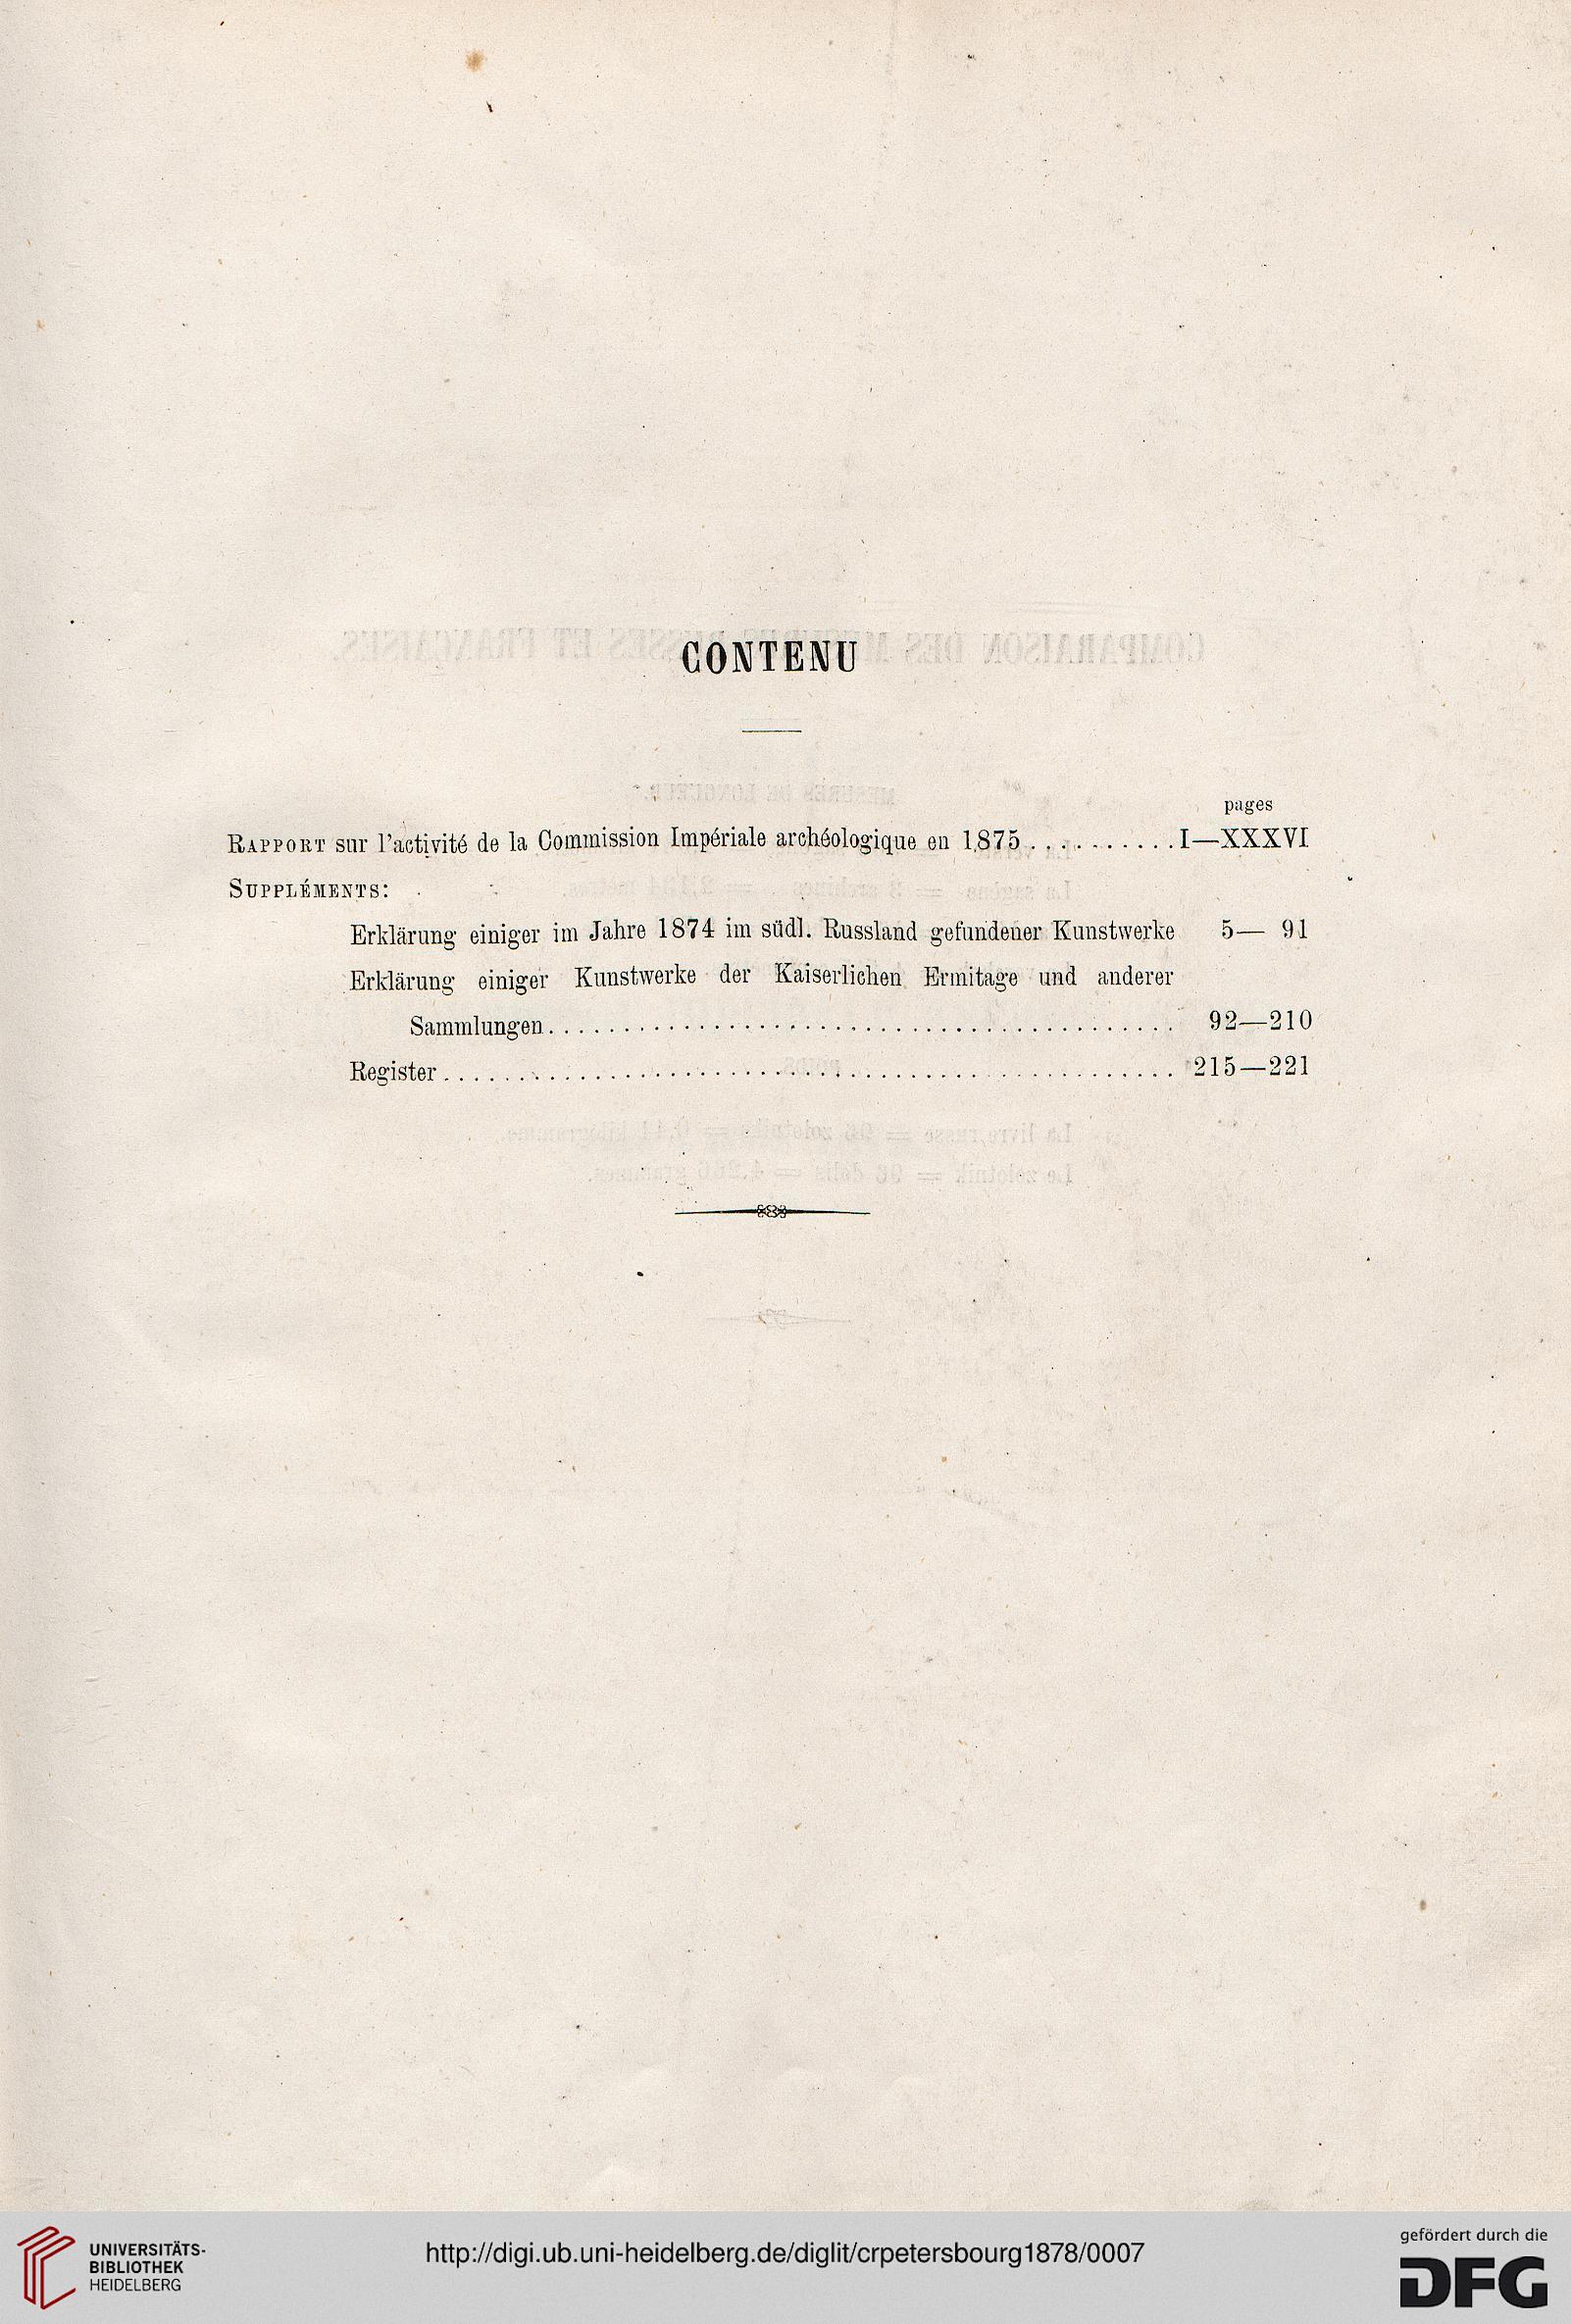 CONTENU
pages
RAPPORT sur l'activité de la Commission Impériale archéologique en 1875 . . . . . . . . . . I—XXXVI
SUPPLÉMENTS:
Erklärung einiger im Jahre 1874 im südl. Russland gefundener Kunstwerke 5— 91
Erklärung einiger Kunstwerke der Kaiserlichen Ermitage und anderer
Sammlungen . . . . . . . . . . . . . . . . . . . . . . . . . . . . . . . . . . . . . . . . . . 92—210
Register . . . . . . . . . . . . . . . . . . . . . . . . . . . . . . . . . . . . . . . . . . . . . . . . . 215—221
UNIVERSITÄTS-
BIBLIOTHEK
HEIDELBERG
http://digi.ub.uni-heidelberg.de/diglit/crpetersbourg1878/0007
gefördert durch die
DFG